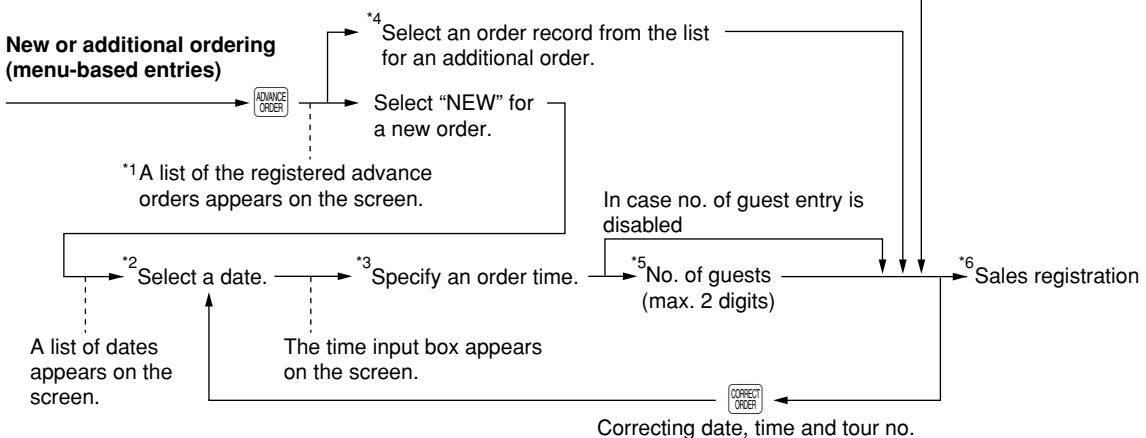 New or additional ordering
(menu-based entries)
ADVANCE
ORDER
*4 Select an order record from the list
for an additional order.
Select “NEW” for
a new order.
*1 A list of the registered advance
orders appears on the screen.
In case no. of guest entry is
disabled
*2 Select a date.
*3 Specify an order time.
*5 No. of guests
(max. 2 digits)
*6 Sales registration
A list of dates
appears on the
screen.
The time input box appears
on the screen.
CORRECT
ORDER
Correcting date, time and tour no.